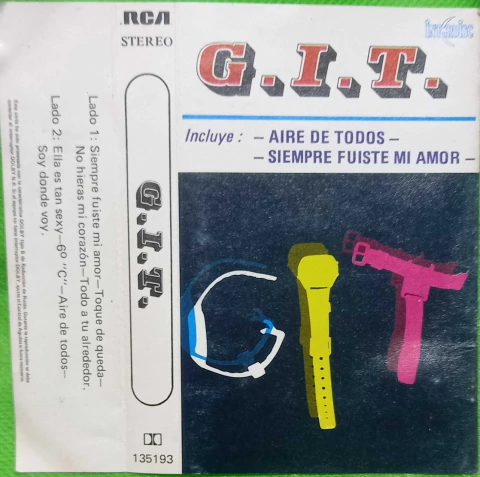 RCA
STEREO
G.I.T.
135193
Lado 1: Siempre fuiste mi amor—Toque de queda—
No hieras mi corazón—Todo a tu alrededor.
Lado 2: Ella es tan sexy—6º "C"—Aire de todos—
Soy donde voy.
G.I.T.
Incluye: – AIRE DE TODOS –
– SIEMPRE FUISTE MI AMOR –
GIT